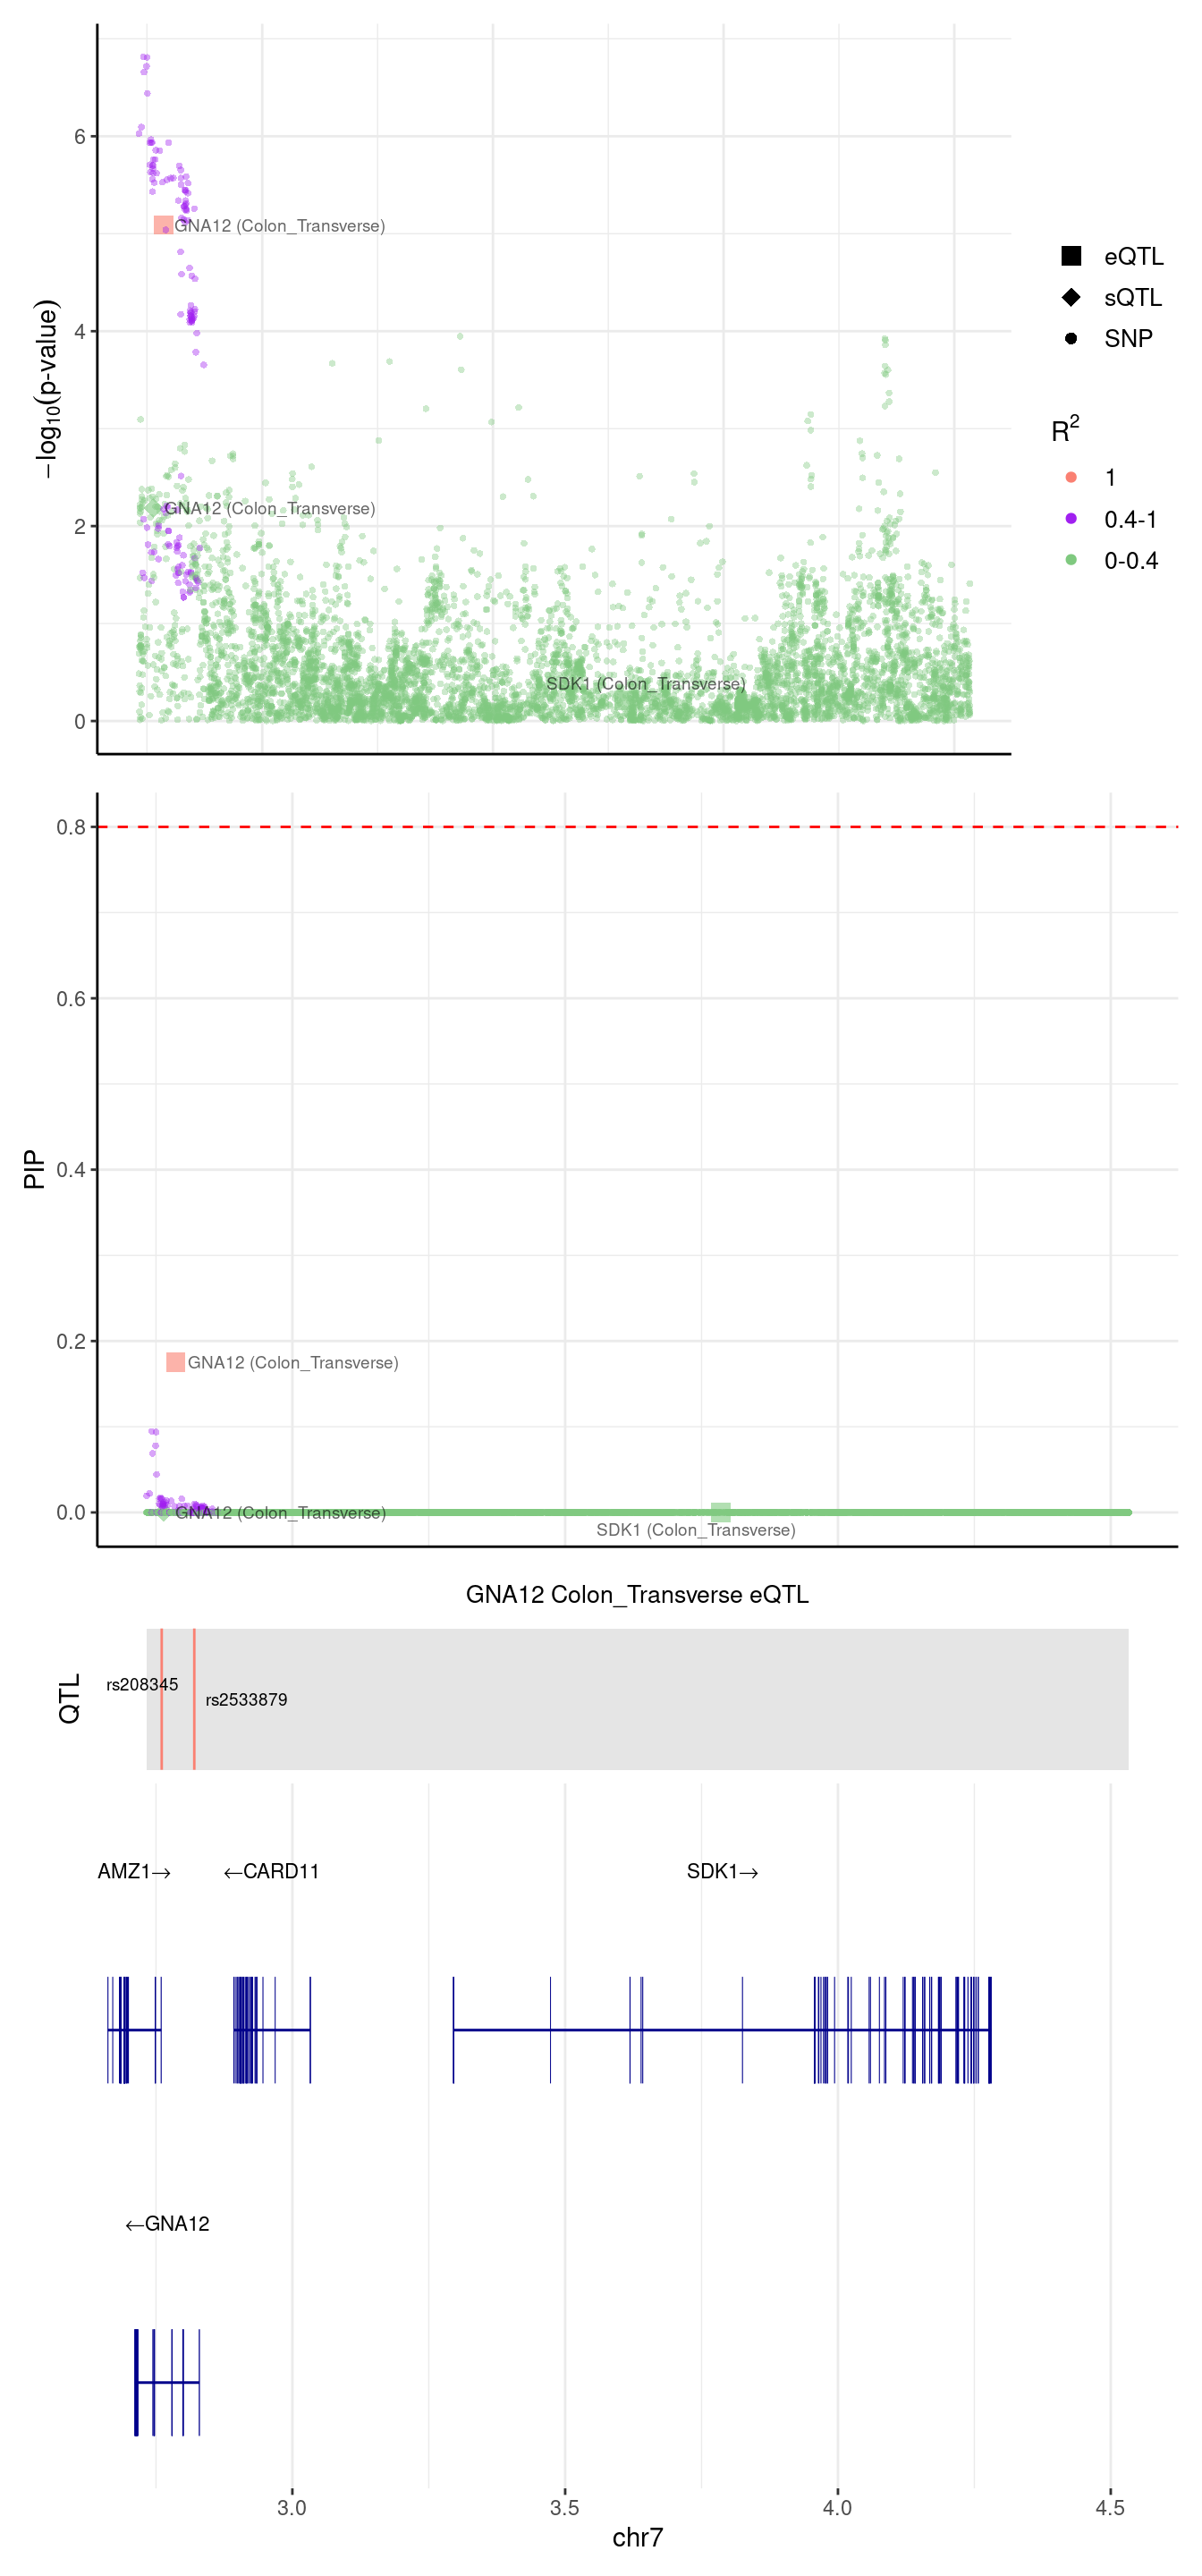 −log10(p-value)
6
4
2
0
GNA12 (Colon_Transverse)
GNA12 (Colon_Transverse)
SDK1 (Colon_Transverse)
eQTL
sQTL
SNP
R2
1
0.4-1
0-0.4
PIP
0.8
0.6
0.4
0.2
0.0
GNA12 (Colon_Transverse)
GNA12 (Colon_Transverse)
SDK1 (Colon_Transverse)
GNA12 Colon_Transverse eQTL
QTL
rs208345
rs2533879
AMZ1→ ←CARD11 SDK1→
←GNA12
3.0 3.5 4.0 4.5
chr7